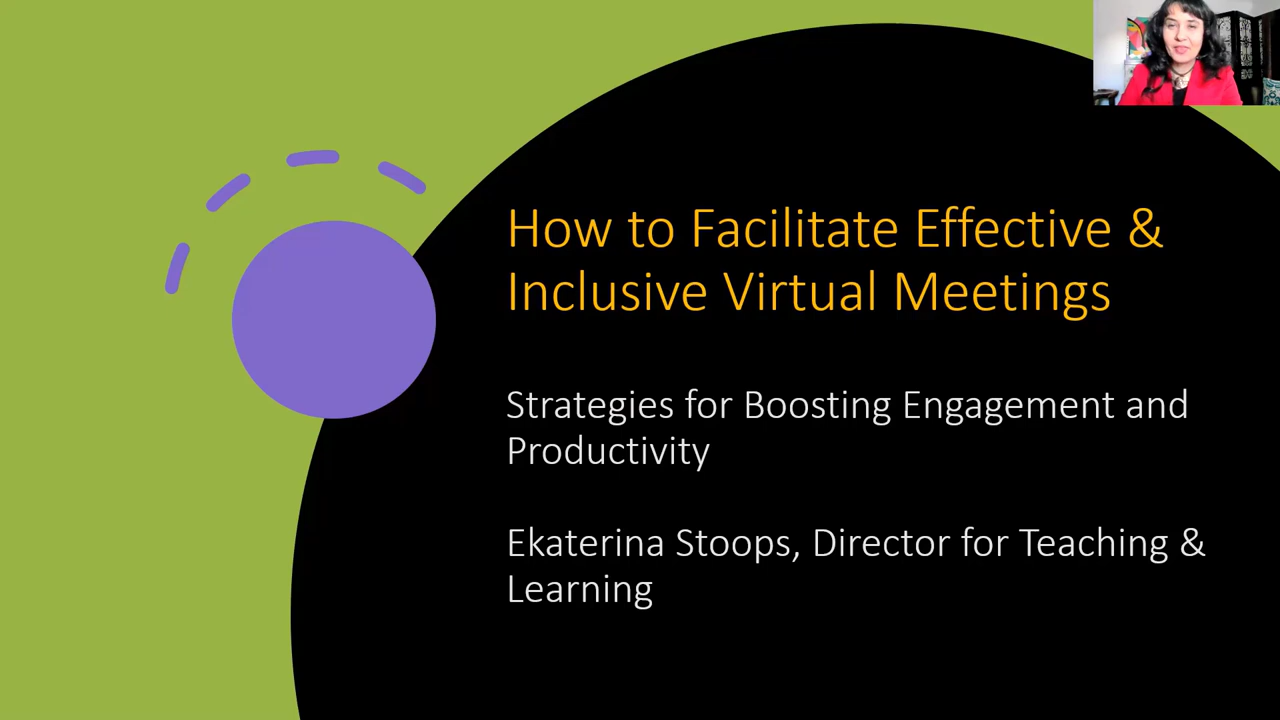 How to Facilitate Effective &
Inclusive Virtual Meetings
Strategies for Boosting Engagement and
Productivity
Ekaterina Stoops, Director for Teaching &
Learning